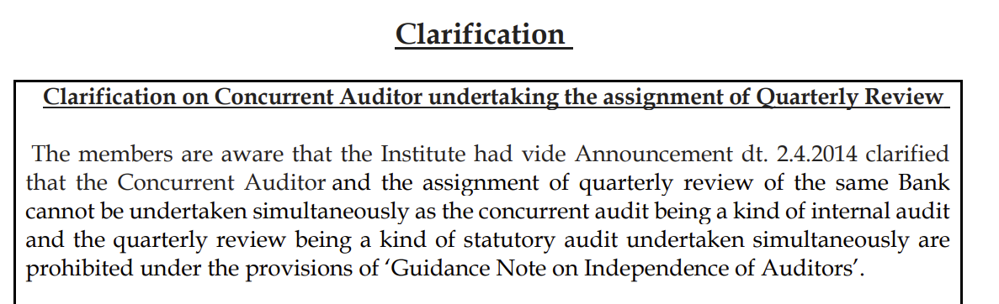 Clarification
Clarification on Concurrent Auditor undertaking the assignment of Quarterly Review
The members are aware that the Institute had vide Announcement dt. 2.4.2014 clarified
that the Concurrent Auditor and the assignment of quarterly review of the same Bank
cannot be undertaken simultaneously as the concurrent audit being a kind of internal audit
and the quarterly review being a kind of statutory audit undertaken simultaneously are
prohibited under the provisions of ‘Guidance Note on Independence of Auditors’.